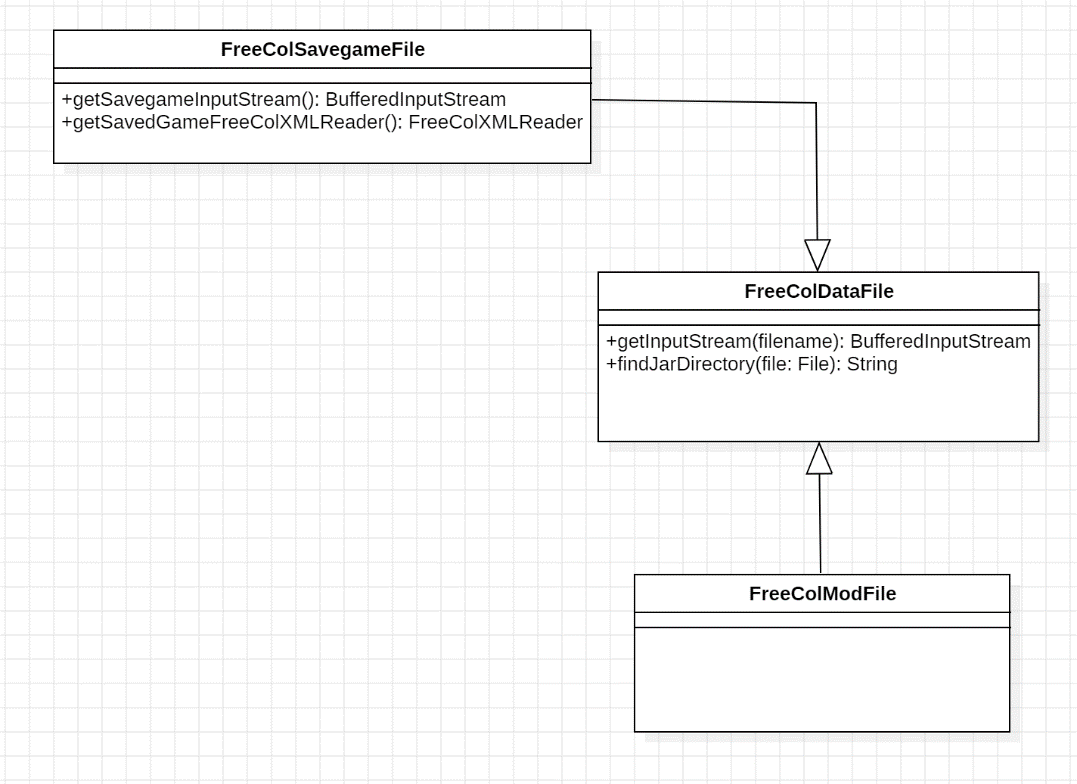 FreeColSavegameFile
+getSavegameInputStream(): BufferedInputStream
+getSavedGameFreeColXMLReader(): FreeColXMLReader
FreeColDataFile
+getInputStream(filename): BufferedInputStream
+findJarDirectory(file: File): String
FreeColModFile